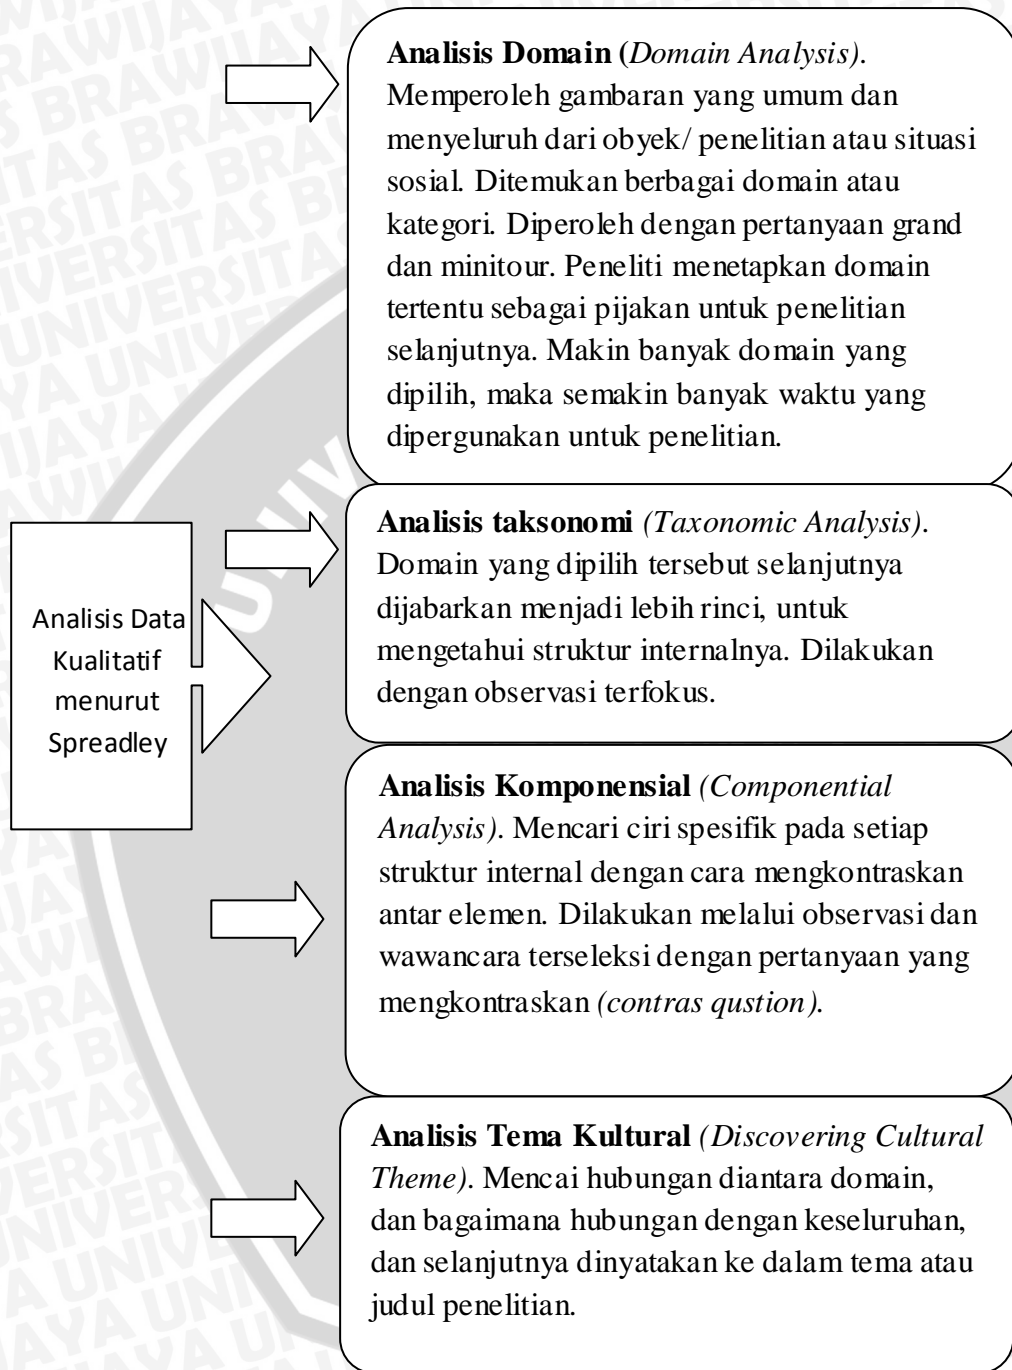 Analisis Domain (Domain Analysis).
Memperoleh gambaran yang umum dan
menyeluruh dari obyek/ penelitian atau situasi
sosial. Ditemukan berbagai domain atau
kategori. Diperoleh dengan pertanyaan grand
dan minitour. Peneliti menetapkan domain
tertentu sebagai pijakan untuk penelitian
selanjutnya. Makin banyak domain yang
dipilih, maka semakin banyak waktu yang
dipergunakan untuk penelitian.
Analisis Data
Kualitatif
menurut
Spreadley
Analisis taksonomi (Taxonomic Analysis).
Domain yang dipilih tersebut selanjutnya
dijabarkan menjadi lebih rinci, untuk
mengetahui struktur internalnya. Dilakukan
dengan observasi terfokus.
Analisis Komponensial (Componential
Analysis). Mencari ciri spesifik pada setiap
struktur internal dengan cara mengkontraskan
antar elemen. Dilakukan melalui observasi dan
wawancara terseleksi dengan pertanyaan yang
mengkontraskan (contras qustion).
Analisis Tema Kultural (Discovering Cultural
Theme). Mencai hubungan diantara domain,
dan bagaimana hubungan dengan keseluruhan,
dan selanjutnya dinyatakan ke dalam tema atau
judul penelitian.